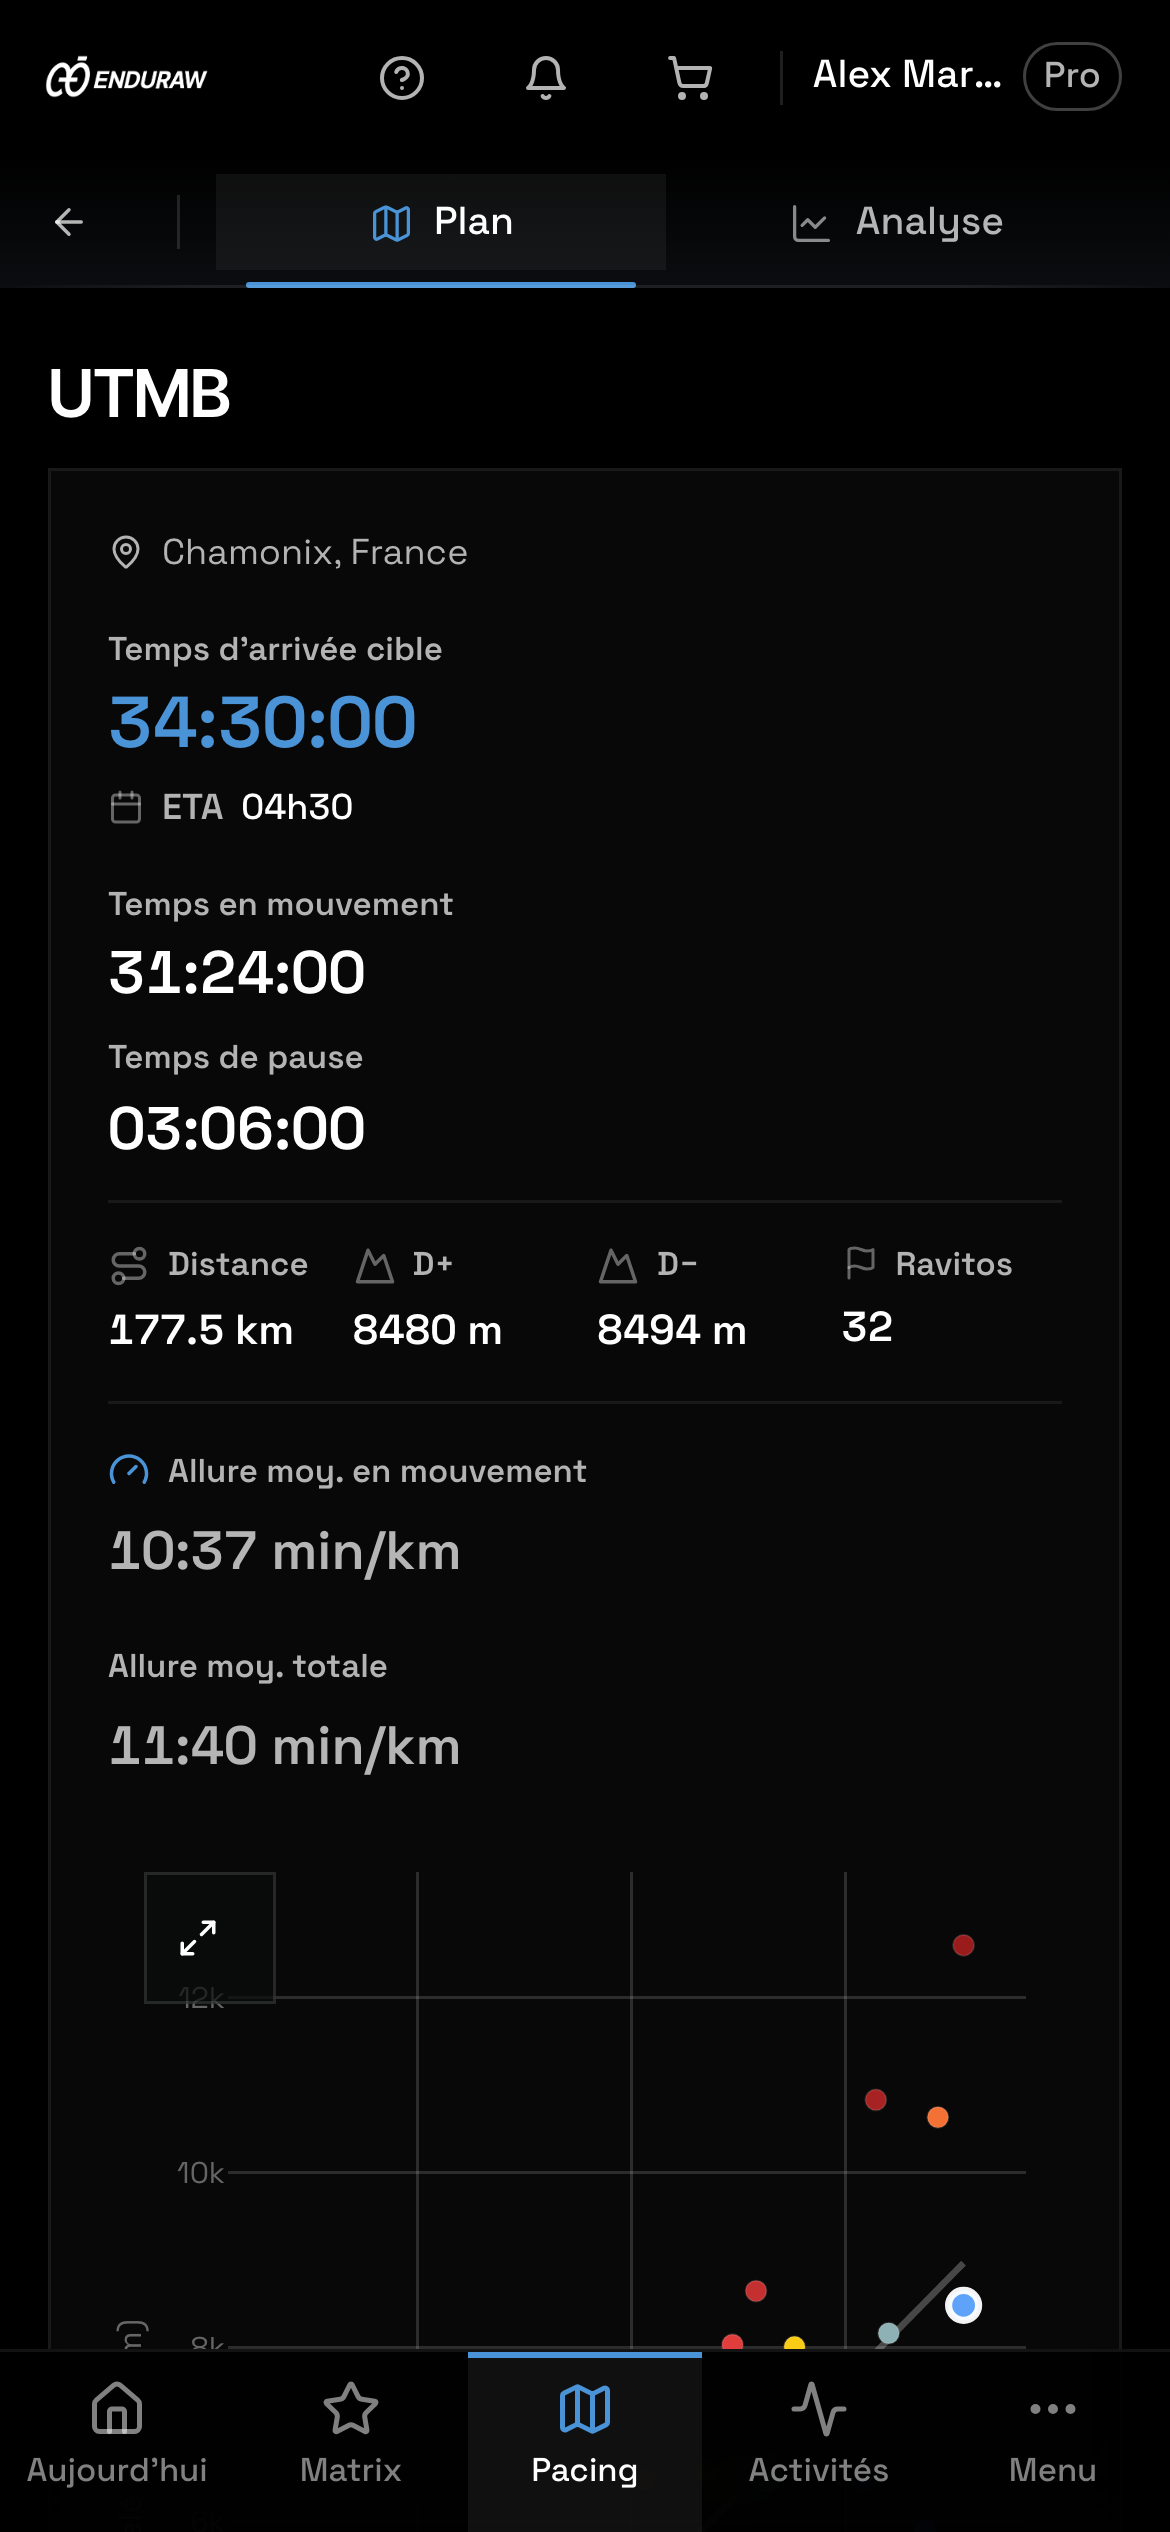 ENDURAW
Alex Mar...
Pro
Plan
Analyse
UTMB
Chamonix, France
Temps d'arrivée cible
34:30:00
ETA 04h30
Temps en mouvement
31:24:00
Temps de pause
03:06:00
Distance D+ D- Ravitos
177.5 km 8480 m 8494 m 32
Allure moy. en mouvement
10:37 min/km
Allure moy. totale
11:40 min/km
12k
10k
8k
Aujourd'hui
Matrix
Pacing
Activités
Menu